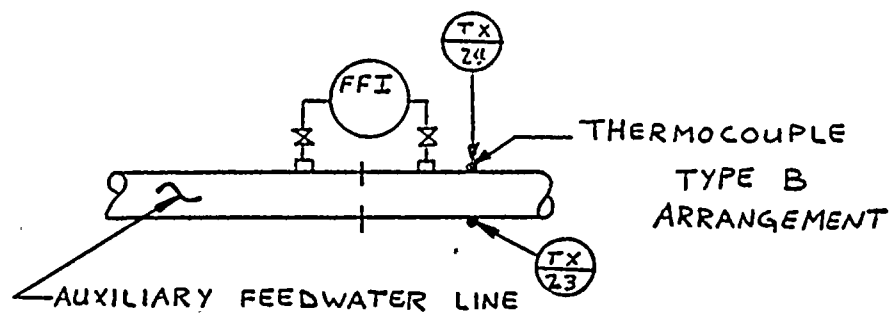 TX
24
FFI
THERMOCOUPLE
TYPE B
ARRANGEMENT
TX
23
AUXILIARY FEEDWATER LINE